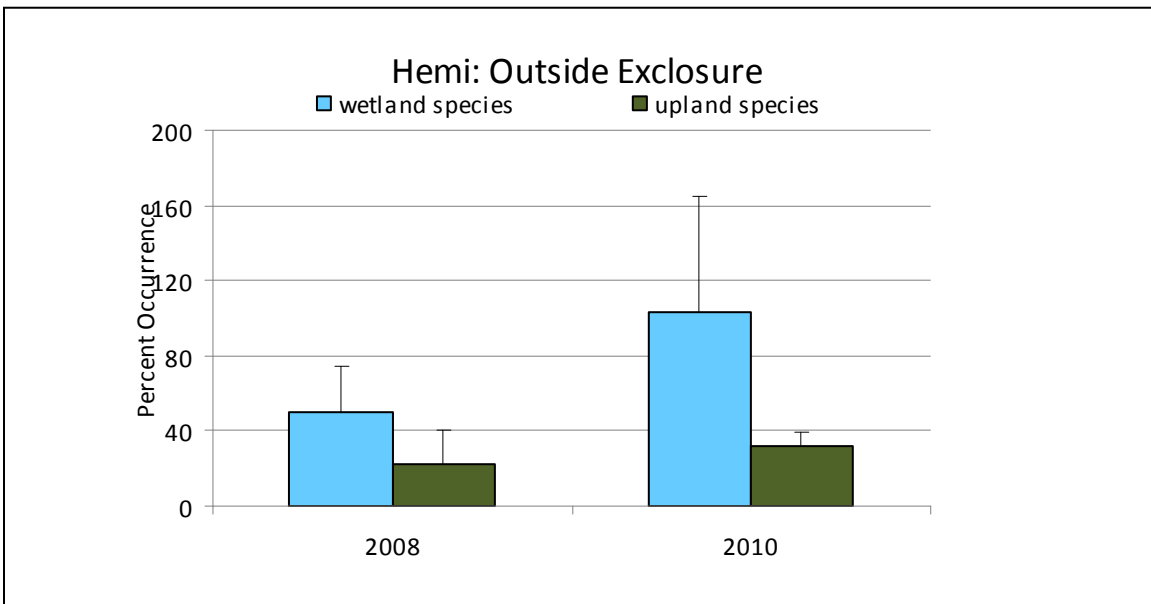 Hemi: Outside Exclosure
wetland species upland species
200
160
120
80
40
0
Percent Occurrence
2008 2010